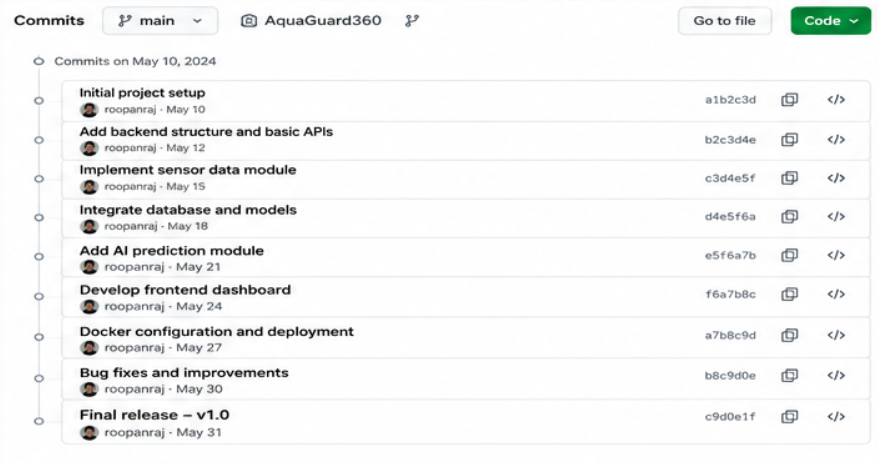 Commits main AquaGuard360 Go to file Code
Commits on May 10, 2024
Initial project setup
roopanraj · May 10 a1b2c3d </>
Add backend structure and basic APIs
roopanraj · May 12 b2c3d4e </>
Implement sensor data module
roopanraj · May 15 c3d4e5f </>
Integrate database and models
roopanraj · May 18 d4e5f6a </>
Add AI prediction module
roopanraj · May 21 e5f6a7b </>
Develop frontend dashboard
roopanraj · May 24 f6a7b8c </>
Docker configuration and deployment
roopanraj · May 27 a7b8c9d </>
Bug fixes and improvements
roopanraj · May 30 b8c9d0e </>
Final release – v1.0
roopanraj · May 31 c9d0e1f </>